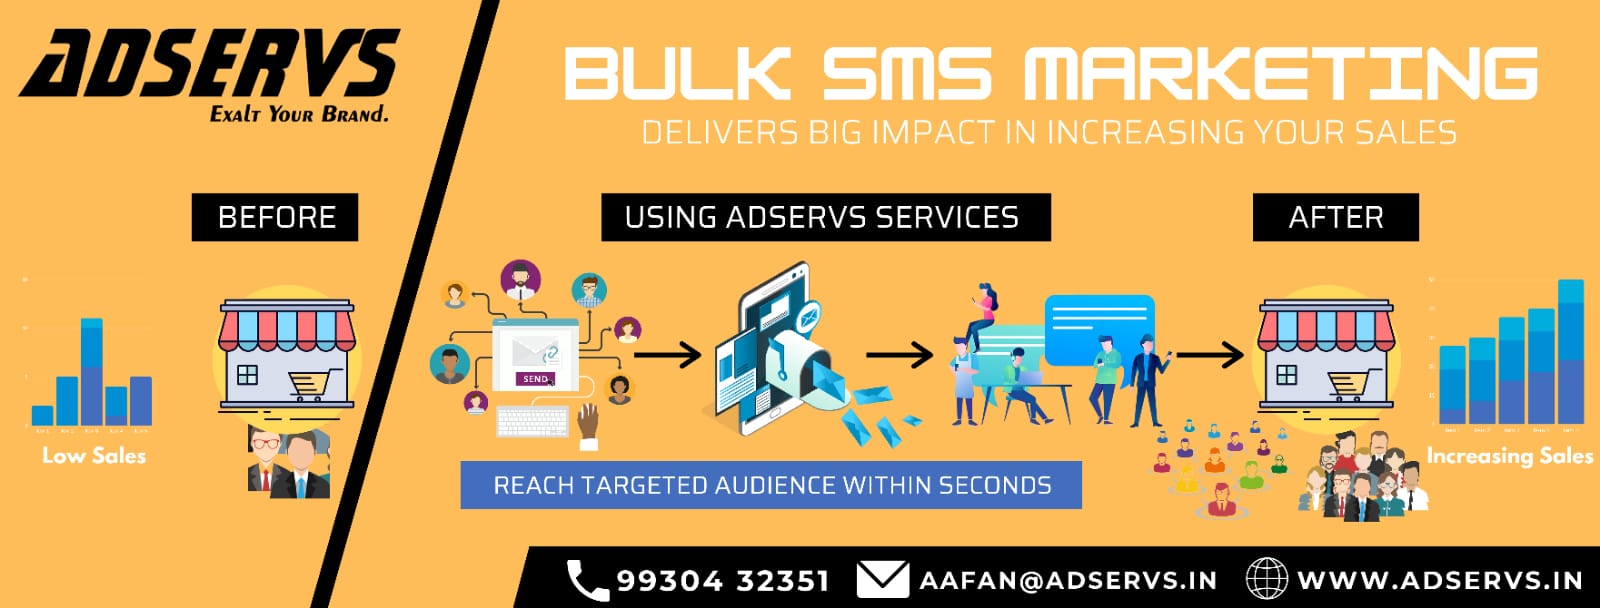 ADSERVS
EXALT YOUR BRAND.
BULK SMS MARKETING
DELIVERS BIG IMPACT IN INCREASING YOUR SALES
BEFORE
USING ADSERVS SERVICES
AFTER
SEND
Low Sales
Increasing Sales
REACH TARGETED AUDIENCE WITHIN SECONDS
99304 32351
AAFAN@ADSERVS.IN
WWW.ADSERVS.IN